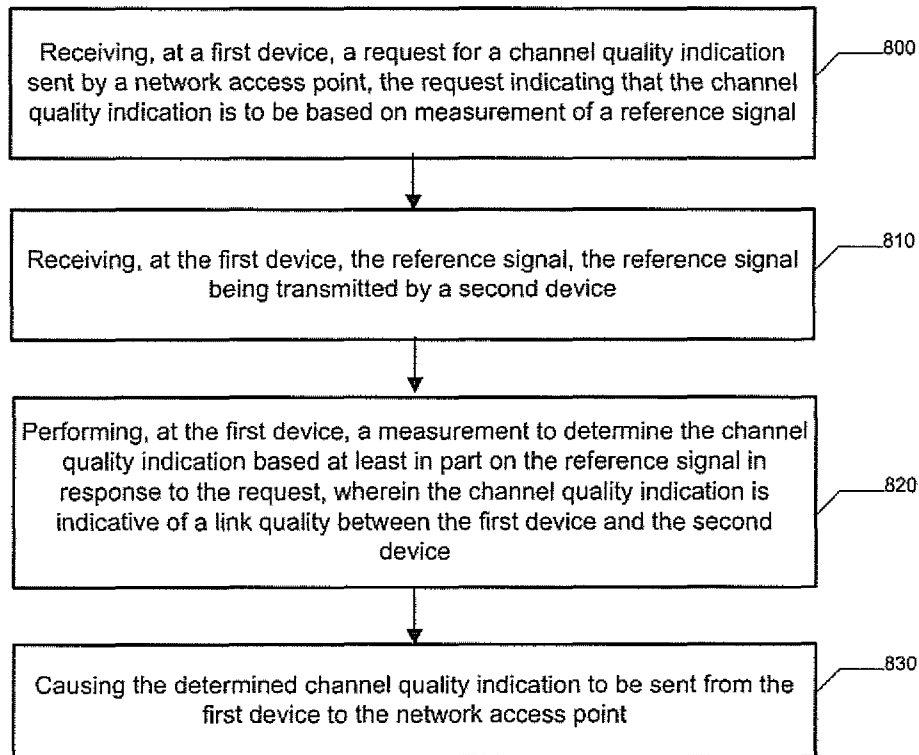 Receiving, at a first device, a request for a channel quality indication
sent by a network access point, the request indicating that the channel
quality indication is to be based on measurement of a reference signal
800
Receiving, at the first device, the reference signal, the reference signal
being transmitted by a second device
810
Performing, at the first device, a measurement to determine the channel
quality indication based at least in part on the reference signal in
response to the request, wherein the channel quality indication is
indicative of a link quality between the first device and the second
device
820
Causing the determined channel quality indication to be sent from the
first device to the network access point
830